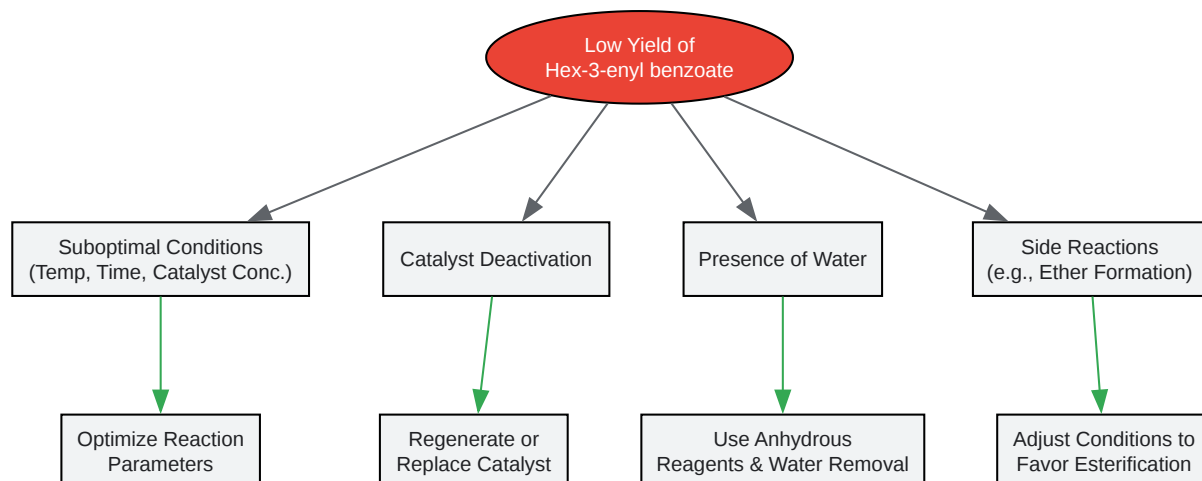 Low Yield of
Hex-3-enyl benzoate
Suboptimal Conditions
(Temp, Time, Catalyst Conc.)
Catalyst Deactivation
Presence of Water
Side Reactions
(e.g., Ether Formation)
Optimize Reaction
Parameters
Regenerate or
Replace Catalyst
Use Anhydrous
Reagents & Water Removal
Adjust Conditions to
Favor Esterification